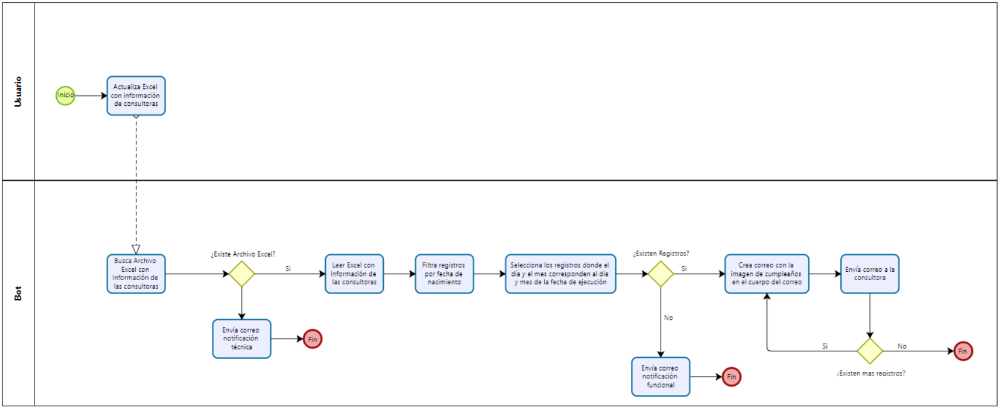 Usuario
Inicio
Actualiza Excel
con información
de consultoras
Bot
Busca Archivo
Excel con
Información de
las consultoras
¿Existe Archivo Excel?
Si
Envía correo
notificación
técnica
Fin
Leer Excel con
Información de
las consultoras
Filtra registros
por fecha de
nacimiento
Selecciona los registros donde el
día y el mes corresponden al día
y mes de la fecha de ejecución
¿Existen Registros?
Si
No
Envía correo
notificación
funcional
Fin
Crea correo con la
imagen de cumpleaños
en el cuerpo del correo
Envía correo a la
consultora
Si
No
Fin
¿Existen mas registros?